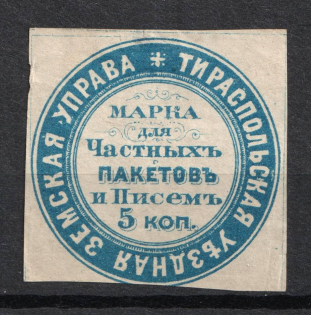 ТИРАСПОЛЬСКАЯ УѢЗДНАЯ ЗЕМСКАЯ УПРАВА *
МАРКА
для
Частныхъ
ПАКЕТОВЪ
и Писемъ
5 коп.